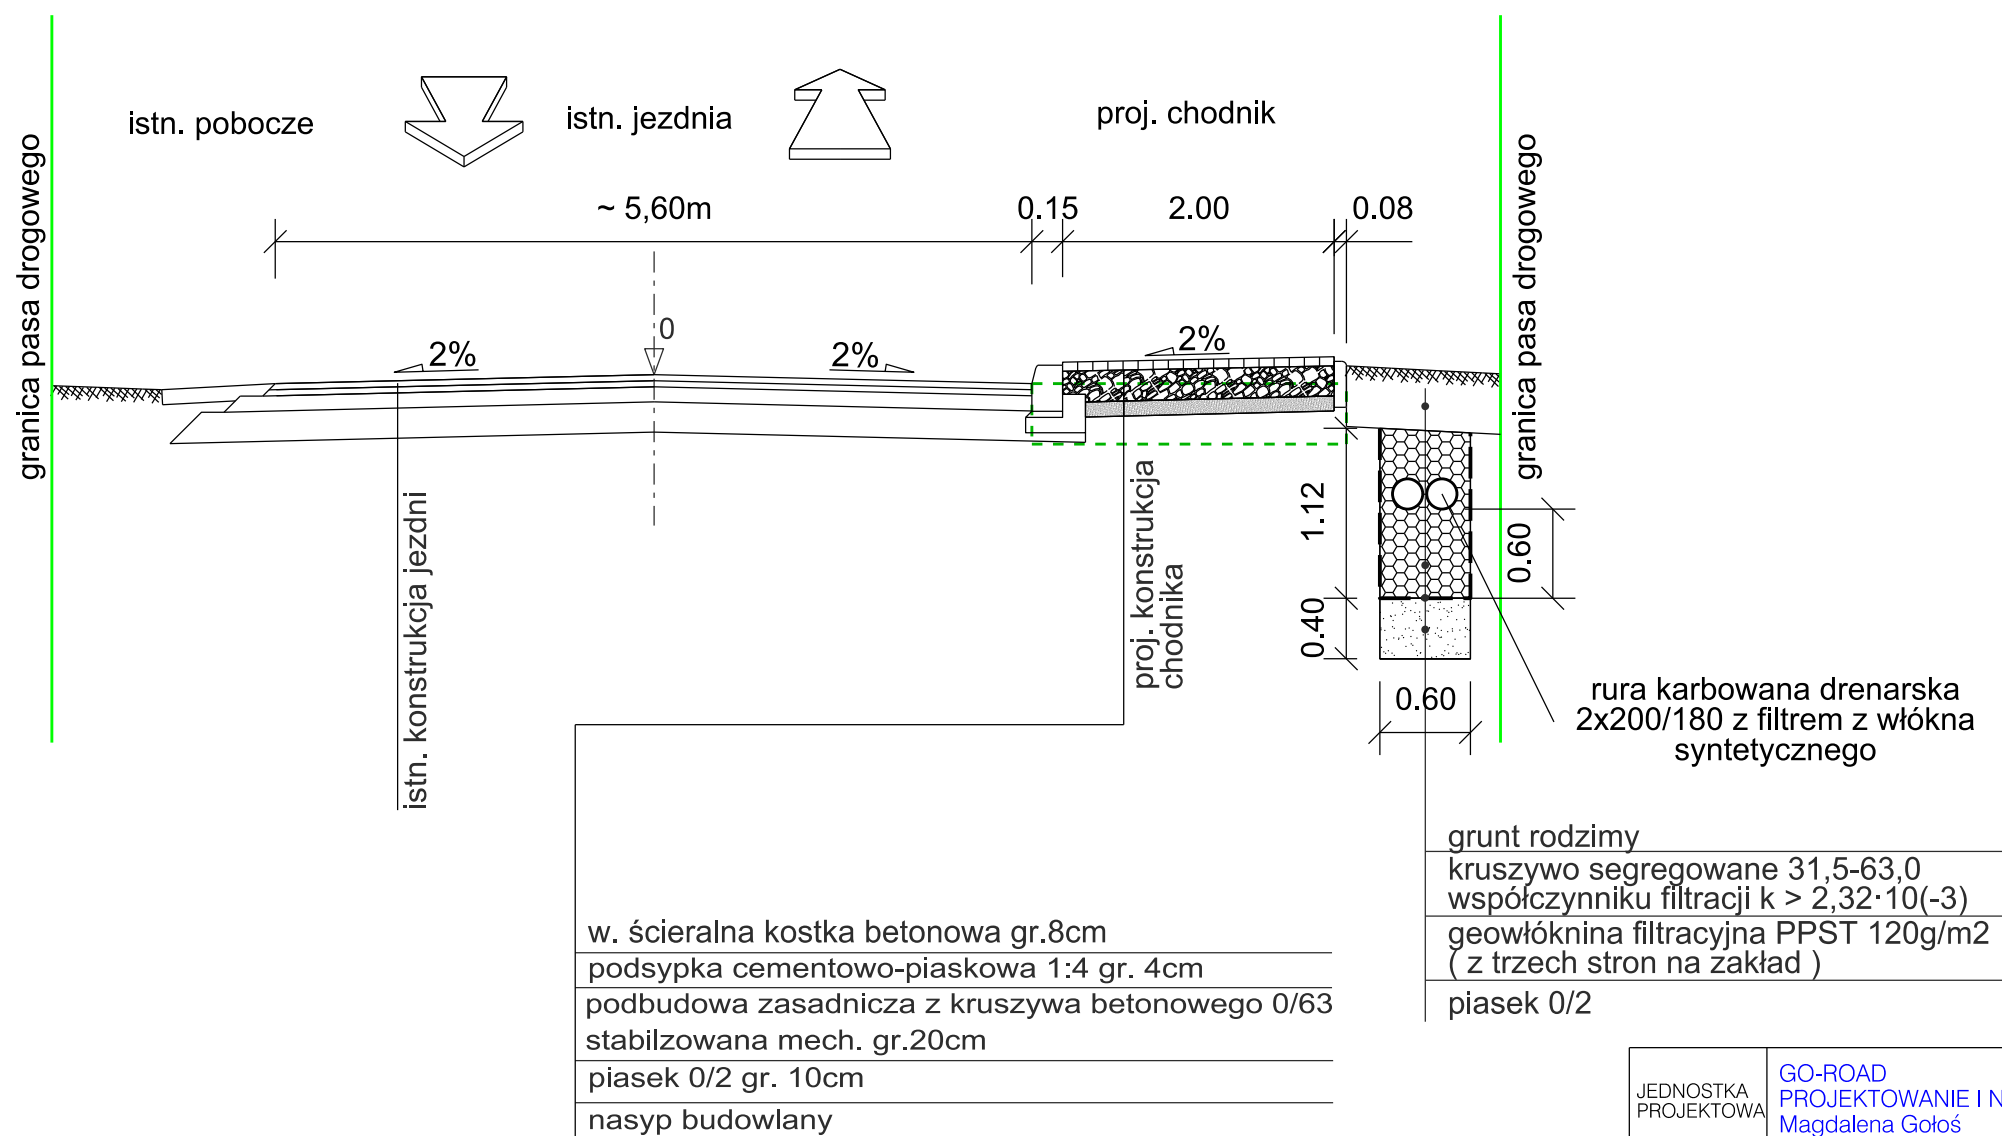 istn. pobocze
istn. jezdnia
proj. chodnik
granica pasa drogowego
granica pasa drogowego
~ 5,60m
0.15
2.00
0.08
0
2%
2%
2%
istn. konstrukcja jezdni
proj. konstrukcja
chodnika
1.12
0.40
0.60
0.60
rura karbowana drenarska
2x200/180 z filtrem z włókna
syntetycznego
grunt rodzimy
kruszywo segregowane 31,5-63,0
współczynniku filtracji k > 2,32·10(-3)
geowłóknina filtracyjna PPST 120g/m2
( z trzech stron na zakład )
piasek 0/2
w. ścieralna kostka betonowa gr.8cm
podsypka cementowo-piaskowa 1:4 gr. 4cm
podbudowa zasadnicza z kruszywa betonowego 0/63
stabilzowana mech. gr.20cm
piasek 0/2 gr. 10cm
nasyp budowlany
JEDNOSTKA
PROJEKTOWA
GO-ROAD
PROJEKTOWANIE I N
Magdalena Gołoś